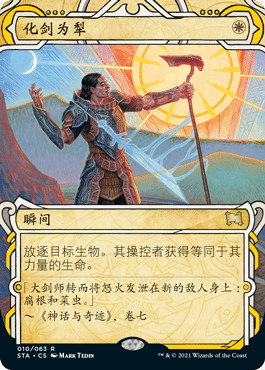 化剑为犁
瞬间
放逐目标生物。其操控者获得等同于其
力量的生命。
「大剑师转而将怒火发泄在新的敌人身上：
腐根和菜虫。」
～《神话与奇迹》，卷七
010/063 R
STA • CS MARK TEDIN
™ & © 2021 Wizards of the Coast